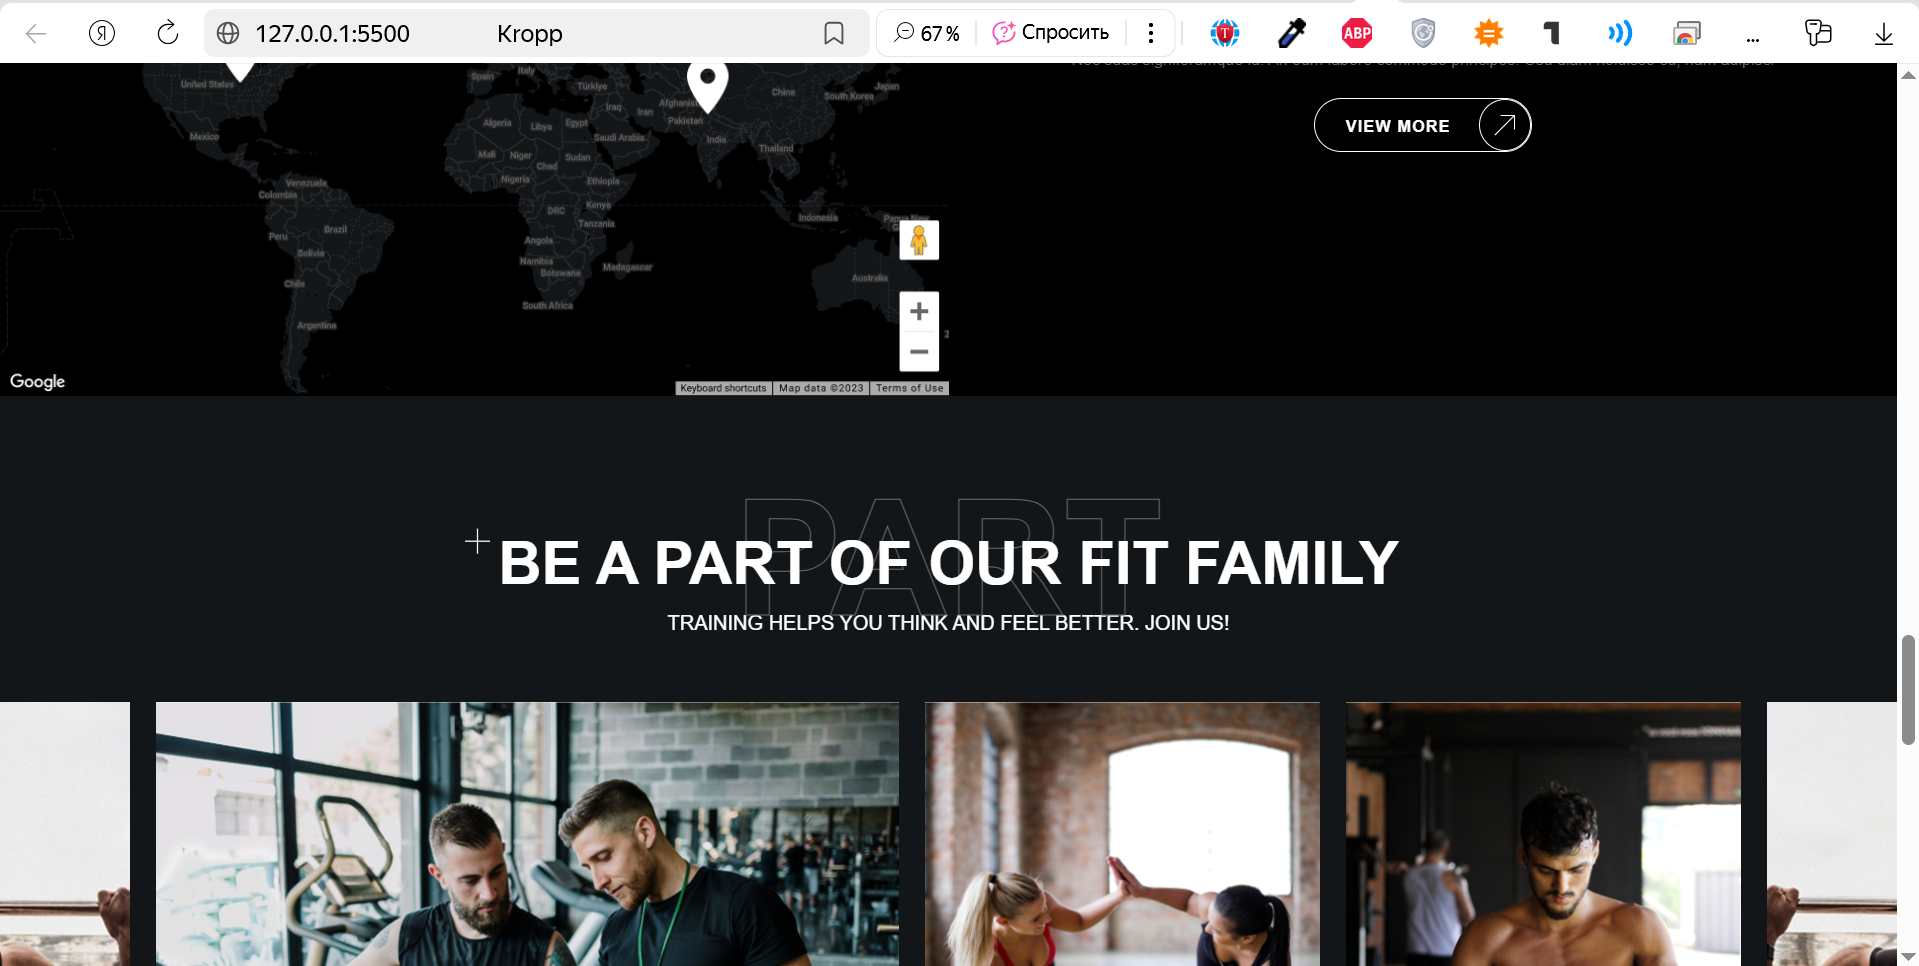 127.0.0.1:5500 Kropp 67% Спросить ABP ...
United States
Mexico
Venezuela
Colombia
Peru
Brazil
Bolivia
Chile
Argentina
Spain
Italy
Türkiye
Iraq
Iran
Pakistan
China
Japan
South Korea
India
Thailand
Algeria
Libya
Egypt
Saudi Arabia
Mali
Niger
Chad
Sudan
Nigeria
Ethiopia
DRC
Kenya
Tanzania
Angola
Namibia
Botswana
Madagascar
South Africa
Indonesia
Papua New
Australia
Google
Keyboard shortcuts Map data ©2023 Terms of Use
VIEW MORE
PART
BE A PART OF OUR FIT FAMILY
TRAINING HELPS YOU THINK AND FEEL BETTER. JOIN US!